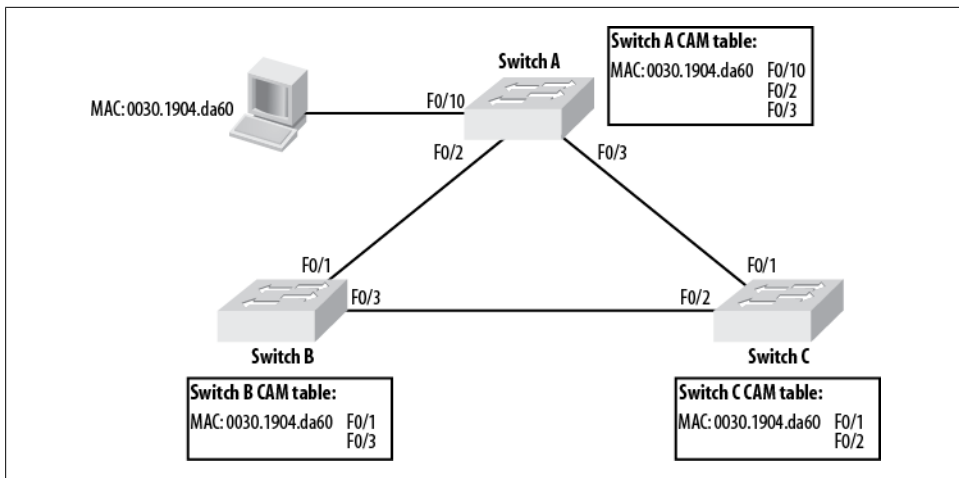 Switch A
Switch A CAM table:
MAC: 0030.1904.da60 F0/10
F0/2
F0/3
MAC: 0030.1904.da60
F0/10
F0/2
F0/3
F0/1
F0/3
Switch B
F0/1
F0/2
Switch C
Switch B CAM table:
MAC: 0030.1904.da60 F0/1
F0/3
Switch C CAM table:
MAC: 0030.1904.da60 F0/1
F0/2